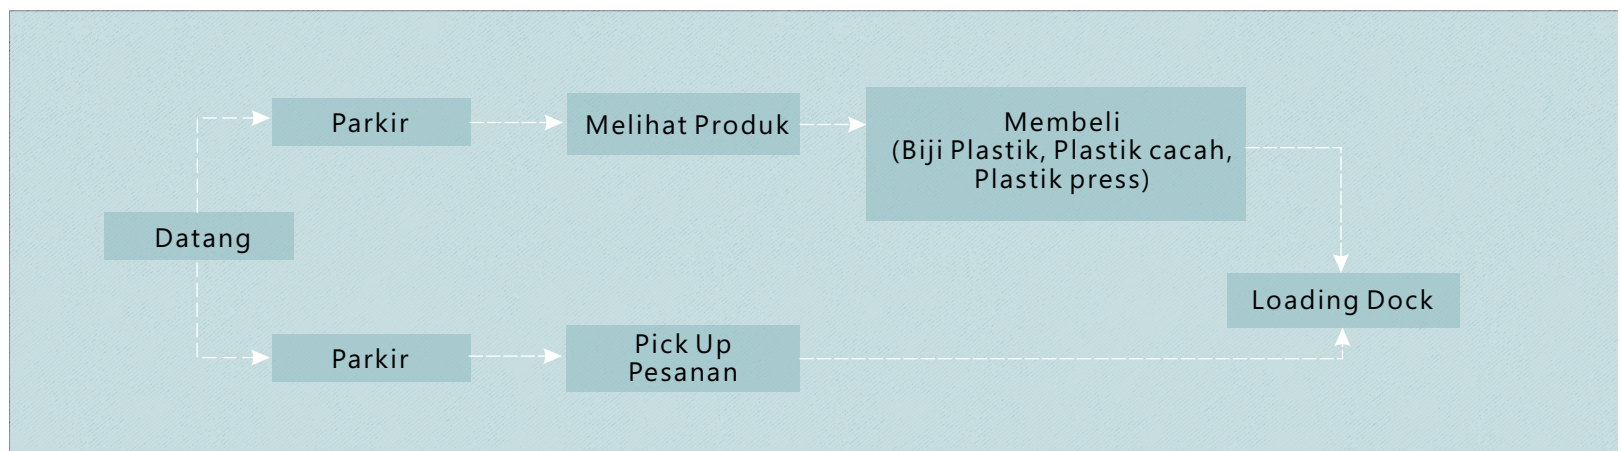 Parkir
Melihat Produk
Membeli
(Biji Plastik, Plastik cacah,
Plastik press)
Datang
Loading Dock
Parkir
Pick Up
Pesanan